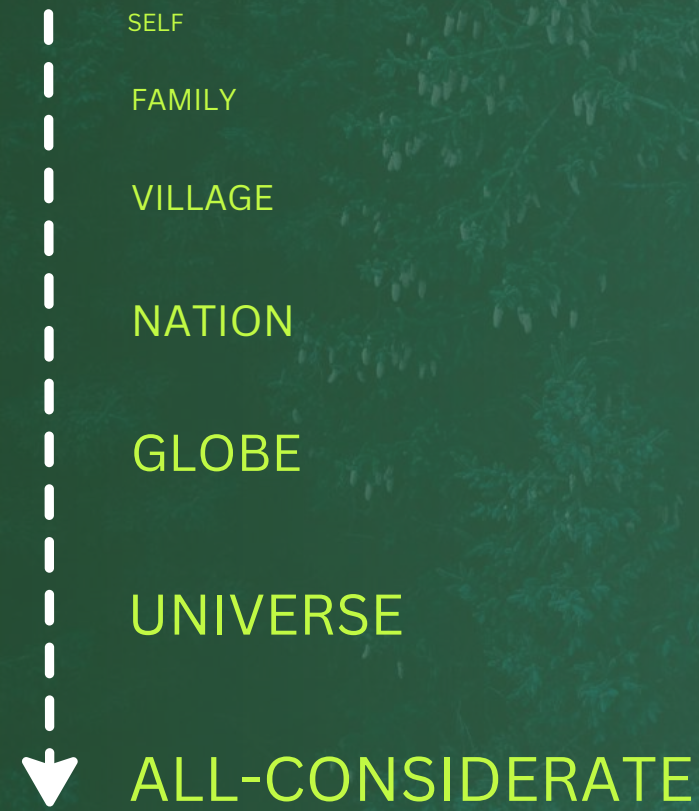 SELF
FAMILY
VILLAGE
NATION
GLOBE
UNIVERSE
ALL-CONSIDERATE